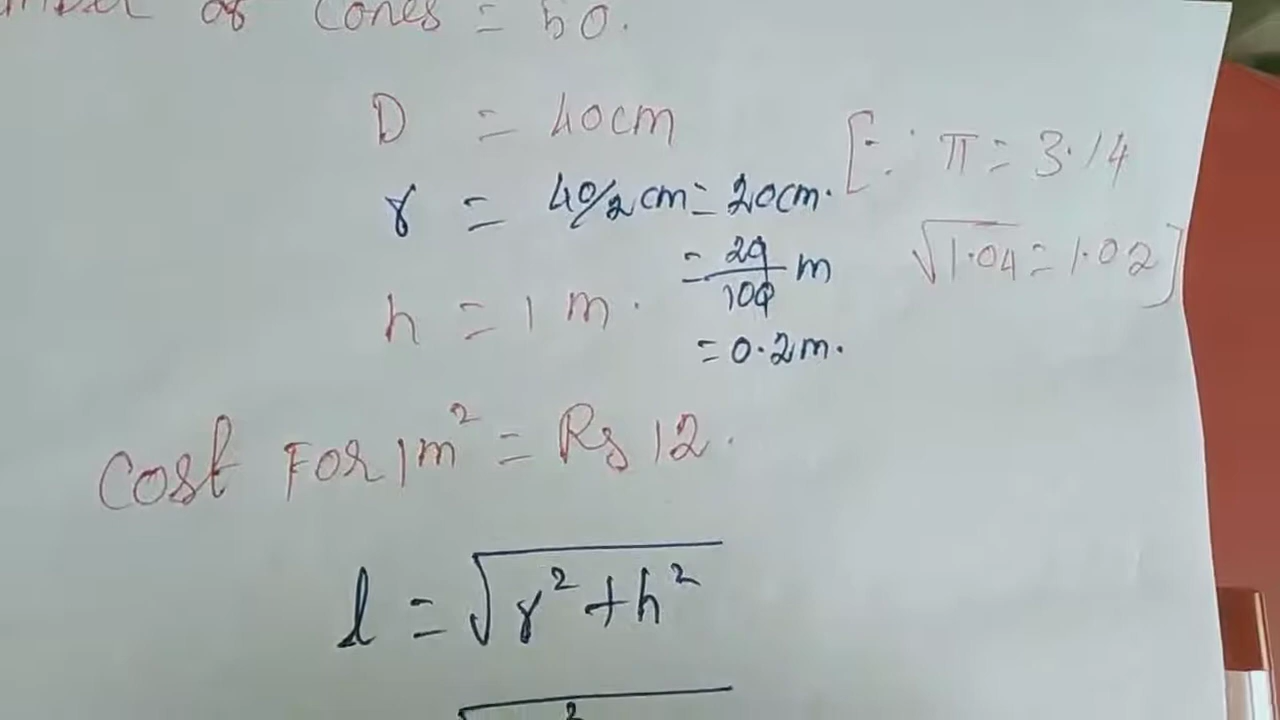 of Cones = 50.
D = 40cm
r = 40/2 cm = 20cm.
[∵ π = 3.14
= 20/100 m
√1.04 = 1.02]
h = 1 m.
= 0.2m.
Cost For 1m² = Rs 12.
l = √r² + h²
2